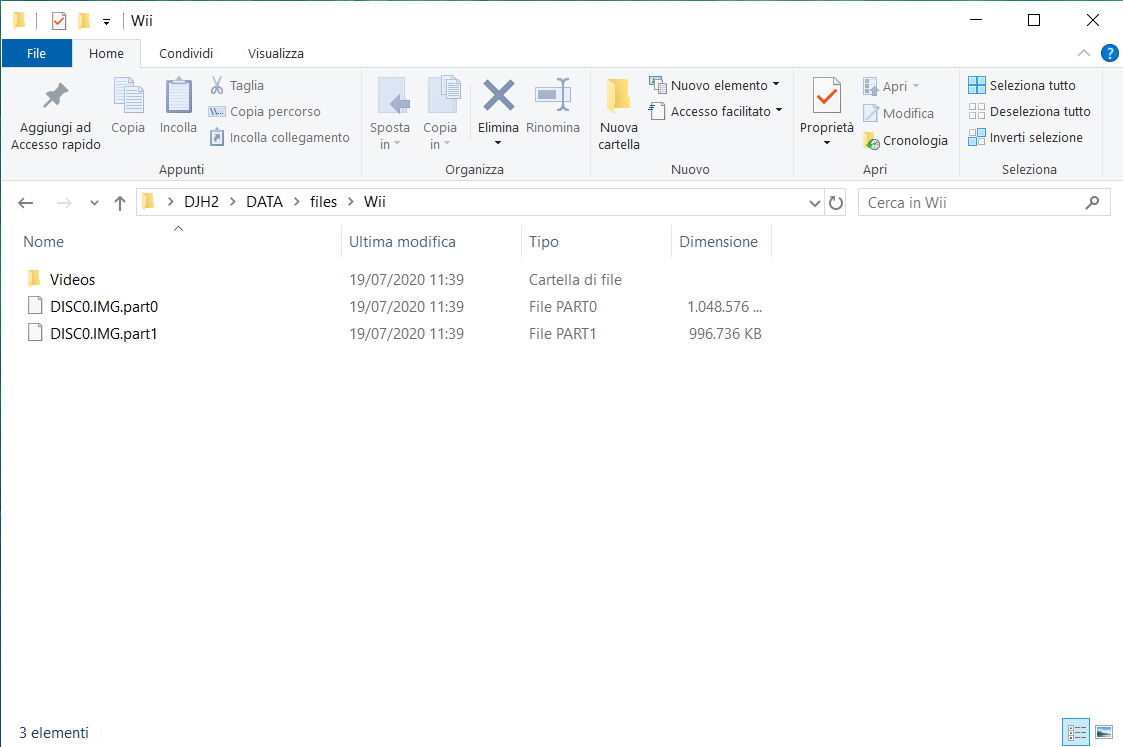 Wii
File Home Condividi Visualizza
Aggiungi ad Accesso rapido
Copia
Incolla
Taglia
Copia percorso
Incolla collegamento
Appunti
Sposta in
Copia in
Elimina
Rinomina
Organizza
Nuova cartella
Nuovo elemento
Accesso facilitato
Nuovo
Proprietà
Apri
Modifica
Cronologia
Apri
Seleziona tutto
Deseleziona tutto
Inverti selezione
Seleziona
DJH2 > DATA > files > Wii
Cerca in Wii
Nome Ultima modifica Tipo Dimensione
Videos 19/07/2020 11:39 Cartella di file
DISC0.IMG.part0 19/07/2020 11:39 File PART0 1.048.576 ...
DISC0.IMG.part1 19/07/2020 11:39 File PART1 996.736 KB
3 elementi